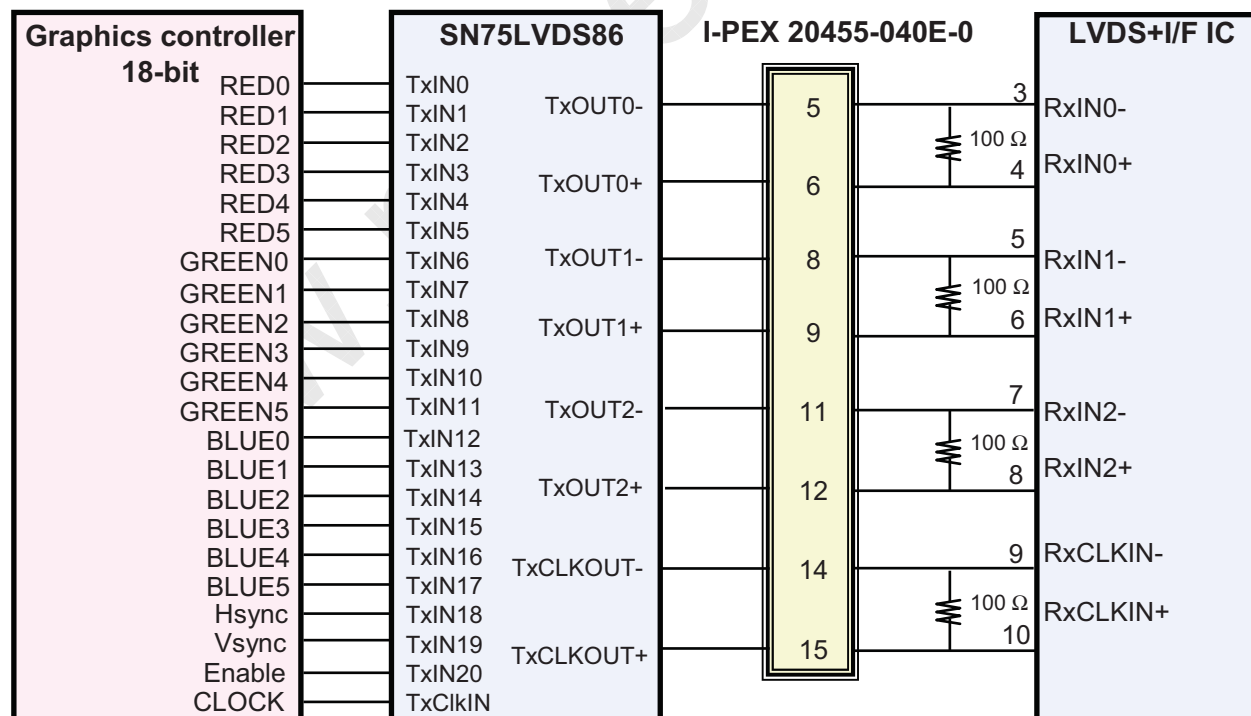 Graphics controller
18-bit
RED0
RED1
RED2
RED3
RED4
RED5
GREEN0
GREEN1
GREEN2
GREEN3
GREEN4
GREEN5
BLUE0
BLUE1
BLUE2
BLUE3
BLUE4
BLUE5
Hsync
Vsync
Enable
CLOCK
SN75LVDS86
TxIN0
TxIN1
TxIN2
TxIN3
TxIN4
TxIN5
TxIN6
TxIN7
TxIN8
TxIN9
TxIN10
TxIN11
TxIN12
TxIN13
TxIN14
TxIN15
TxIN16
TxIN17
TxIN18
TxIN19
TxIN20
TxClkIN
TxOUT0-
TxOUT0+
TxOUT1-
TxOUT1+
TxOUT2-
TxOUT2+
TxCLKOUT-
TxCLKOUT+
I-PEX 20455-040E-0
5
6
8
9
11
12
14
15
3
100 Ω
4
5
100 Ω
6
7
100 Ω
8
9
100 Ω
10
LVDS+I/F IC
RxIN0-
RxIN0+
RxIN1-
RxIN1+
RxIN2-
RxIN2+
RxCLKIN-
RxCLKIN+